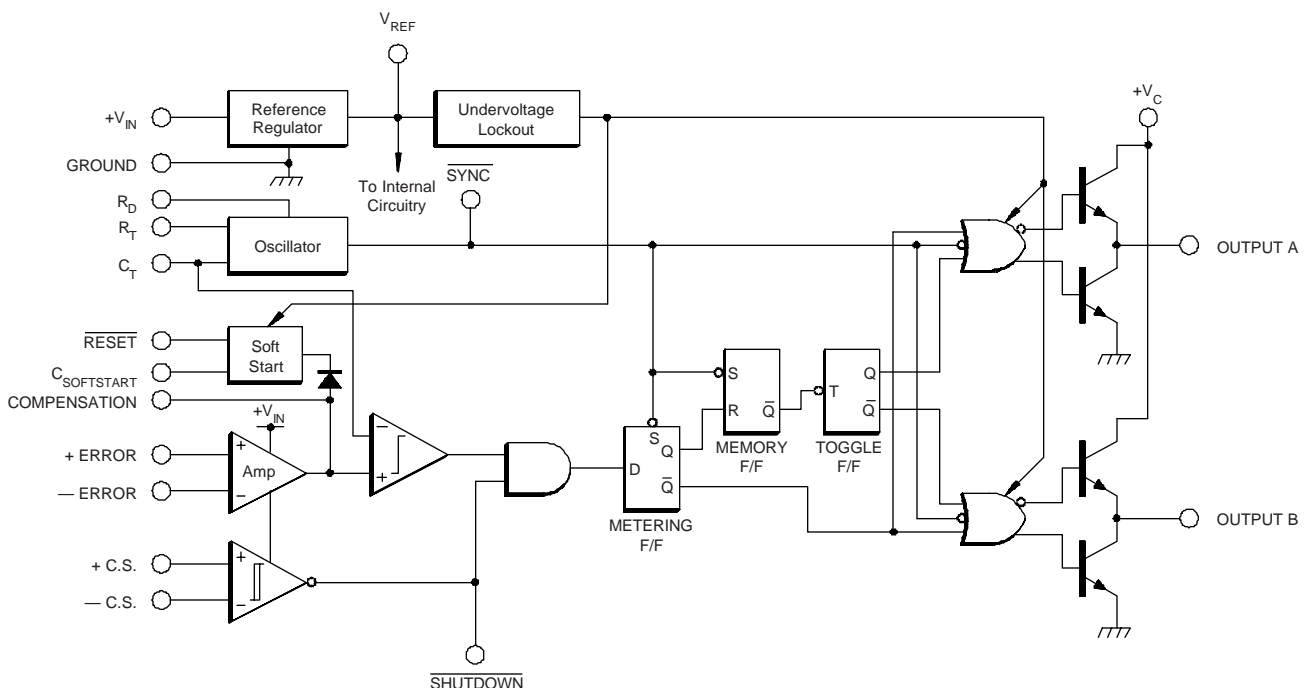 V_REF
+V_C
+V_IN
Reference
Regulator
Undervoltage
Lockout
GROUND
SYNC̅
To Internal
Circuitry
R_D
R_T
Oscillator
C_T
OUTPUT A
RESET̅
Soft
Start
C_SOFTSTART
COMPENSATION
+V_IN
S
R
Q̅
MEMORY
F/F
T
Q
Q̅
TOGGLE
F/F
+ ERROR
— ERROR
+
−
Amp
−
+
D
S
Q
Q̅
METERING
F/F
OUTPUT B
+ C.S.
— C.S.
+
−
SHUTDOWN̅